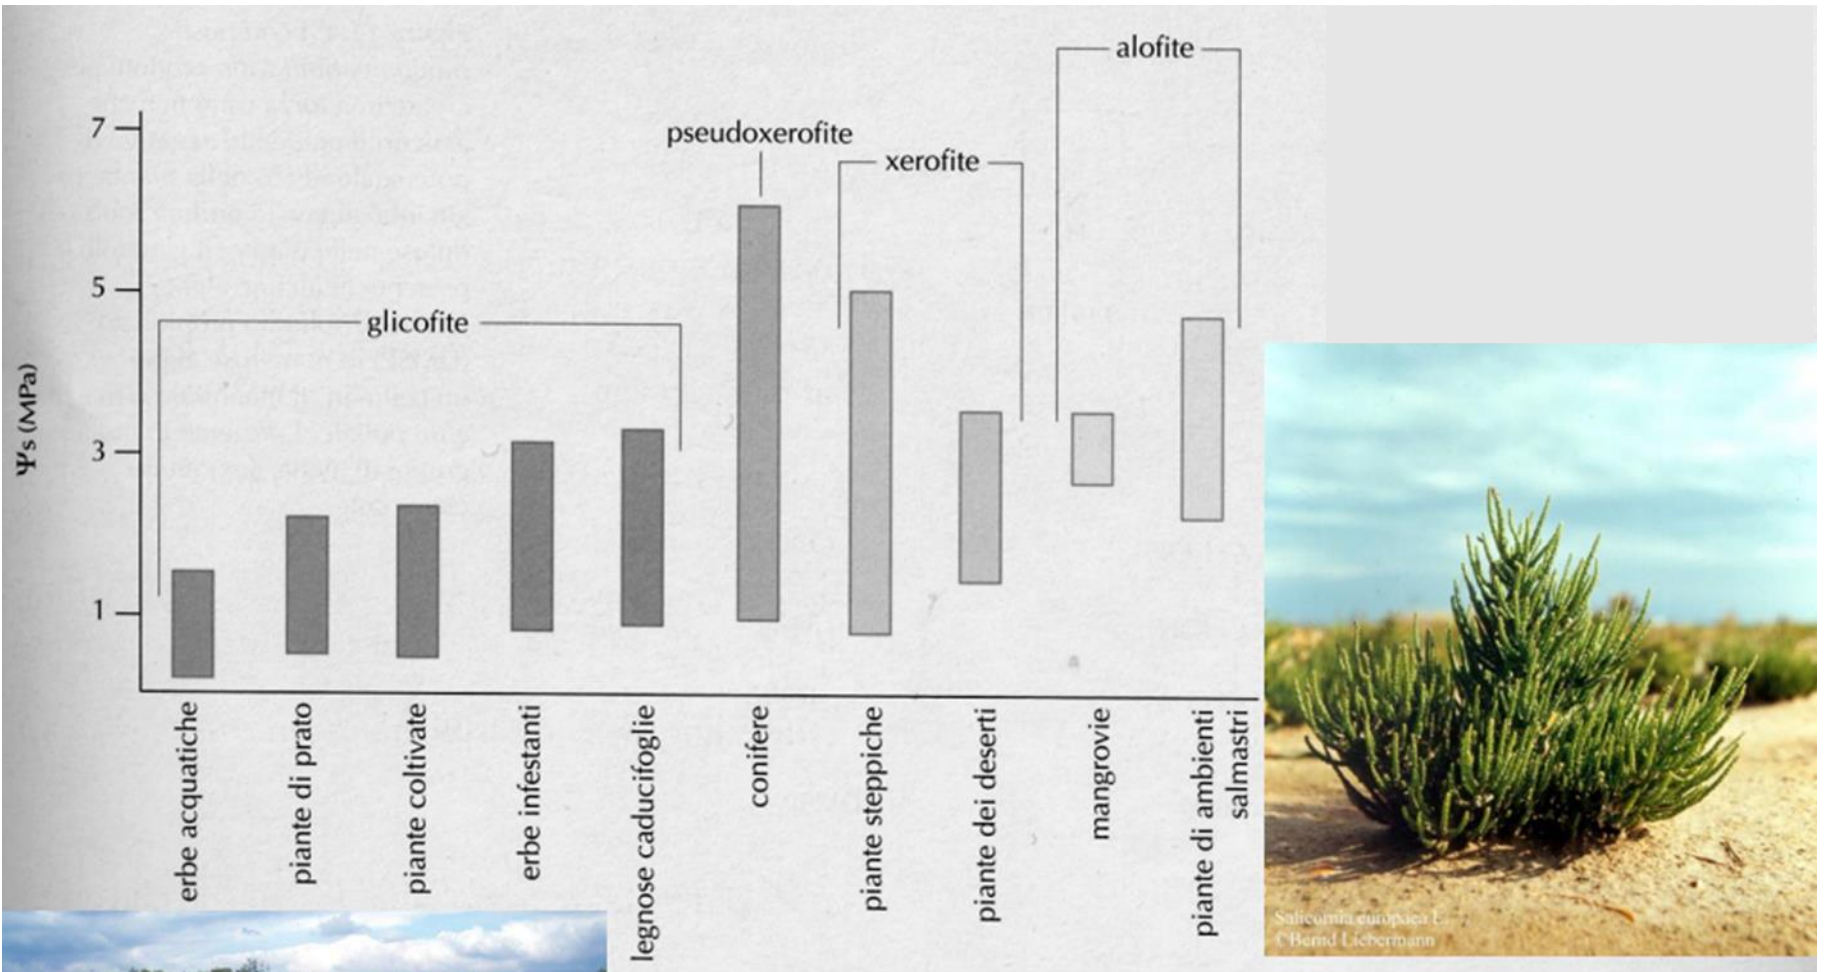 alofite
7
pseudoxerofite
xerofite
5
glicofite
Ψs (MPa)
3
1
erbe acquatiche
piante di prato
piante coltivate
erbe infestanti
legnose caducifoglie
conifere
piante steppiche
piante dei deserti
mangrovie
piante di ambienti
salmastri
Salicornia europaea L.
©Bernd Liebermann